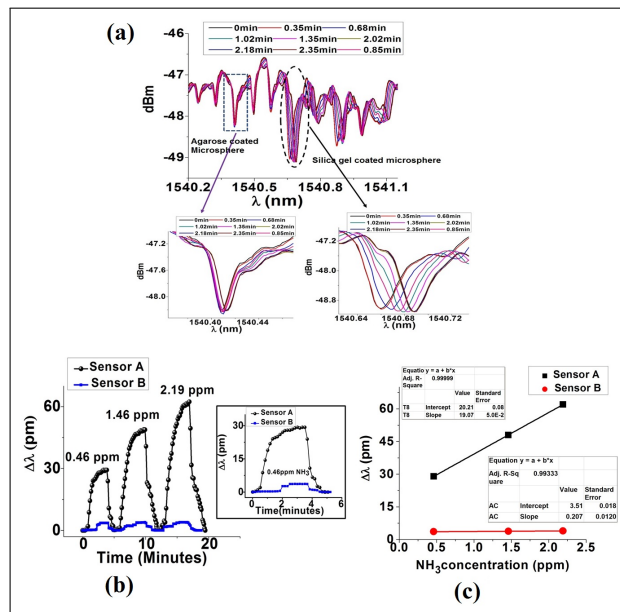 (a)
0min 0.35min 0.68min
1.02min 1.35min 2.02min
2.18min 2.35min 0.85min
-46
-47
-48
-49
dBm
Agarose coated
Microsphere
Silica gel coated microsphere
1540.2 1540.5 1540.8 1541.1
λ (nm)
0min 0.35min 0.68min
1.02min 1.35min 2.02min
2.18min 2.35min 0.85min
-47.2
-47.6
-48.0
dBm
1540.40 1540.44
λ (nm)
0min 0.35min 0.68min
1.02min 1.35min 2.02min
2.18min 2.35min 0.85min
-47.2
-48.0
-48.8
dBm
1540.64 1540.68 1540.72
λ (nm)
Sensor A
Sensor B
0.46 ppm
1.46 ppm
2.19 ppm
60
45
30
15
0
Δλ (pm)
0 10 20
Time (Minutes)
Sensor A
Sensor B
0.46ppm NH3
30
20
10
0
Δλ (pm)
0 2 4 6
Time(minutes)
(b)
Sensor A
Sensor B
Equatio y = a + b*x
Adj. R-
Square 0.99999
Value Standard
Error
T8 Intercept 20.21 0.08
T8 Slope 19.07 5.0E-2
Equation y = a + b*x
Adj. R-Sq
uare 0.99333
Value Standard
Error
AC Intercept 3.51 0.018
AC Slope 0.207 0.0120
60
45
30
15
0
Δλ (pm)
0.0 0.5 1.0 1.5 2.0 2.5
NH3concentration (ppm)
(c)